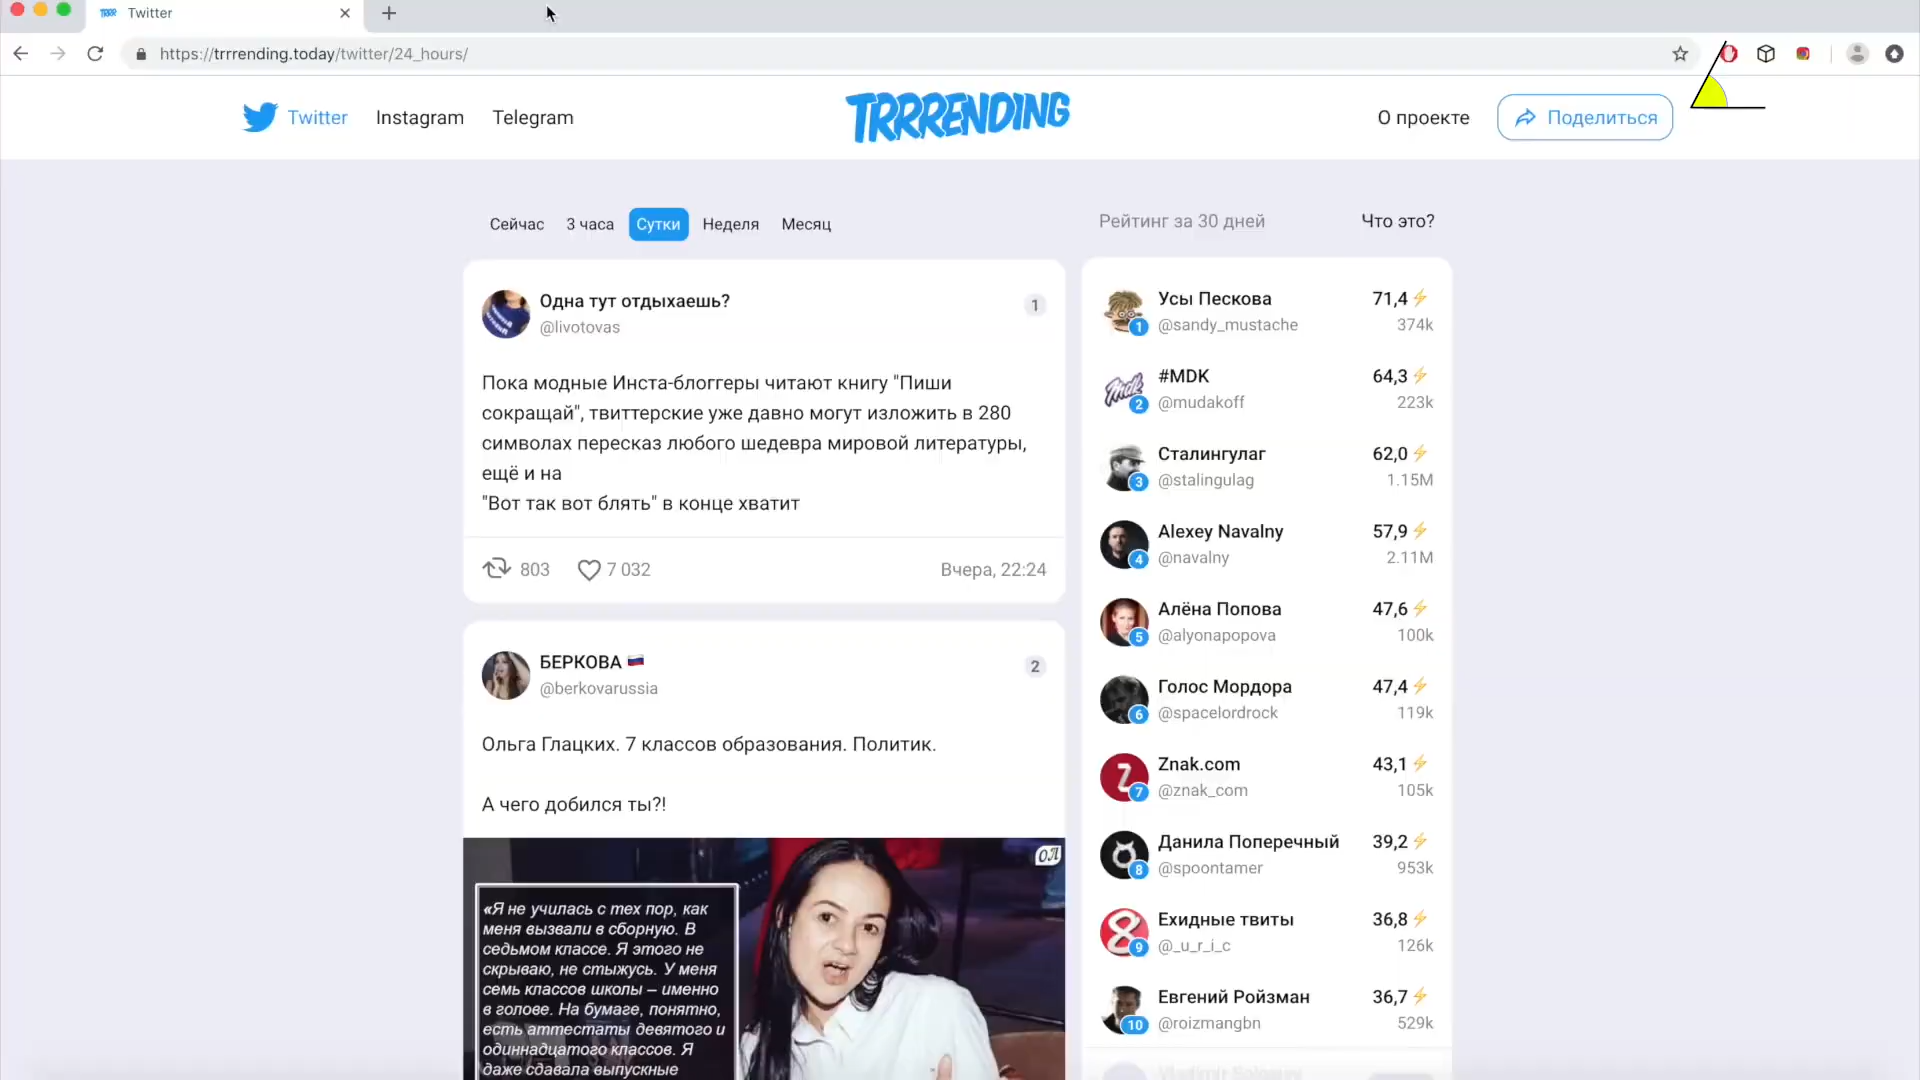 Twitter
https://trrrending.today/twitter/24_hours/
Twitter
Instagram
Telegram
TRRRENDING
О проекте
Поделиться
Сейчас
3 часа
Сутки
Неделя
Месяц
Рейтинг за 30 дней
Что это?
Одна тут отдыхаешь?
@livotovas
1
Пока модные Инста-блоггеры читают книгу "Пиши
сокращай", твиттерские уже давно могут изложить в 280
символах пересказ любого шедевра мировой литературы,
ещё и на
"Вот так вот блять" в конце хватит
803
7 032
Вчера, 22:24
БЕРКОВА
@berkovarussia
2
Ольга Глацких. 7 классов образования. Политик.
А чего добился ты?!
ОЛ
«Я не училась с тех пор, как
меня вызвали в сборную. В
седьмом классе. Я этого не
скрываю, не стыжусь. У меня
семь классов школы – именно
в голове. На бумаге, понятно,
есть аттестаты девятого и
одиннадцатого классов. Я
даже сдавала выпускные
Усы Пескова
71,4
1
@sandy_mustache
374k
#MDK
64,3
Mdk
2
@mudakoff
223k
Сталингулаг
62,0
3
@stalingulag
1.15M
Alexey Navalny
57,9
4
@navalny
2.11M
Алёна Попова
47,6
5
@alyonapopova
100k
Голос Мордора
47,4
6
@spacelordrock
119k
Znak.com
43,1
7
@znak_com
105k
Данила Поперечный
39,2
8
@spoontamer
953k
Ехидные твиты
36,8
9
@_u_r_i_c
126k
Евгений Ройзман
36,7
10
@roizmangbn
529k